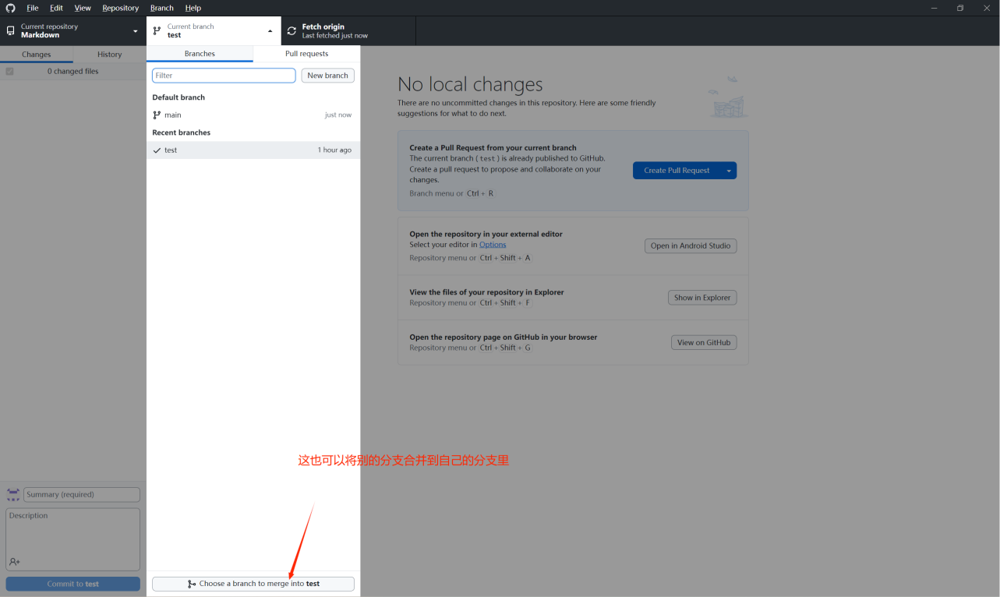 File Edit View Repository Branch Help
Current repository
Markdown
Current branch
test
Fetch origin
Last fetched just now
Changes
History
0 changed files
Branches
Pull requests
Filter
New branch
Default branch
main just now
Recent branches
test 1 hour ago
No local changes
There are no uncommitted changes in this repository. Here are some friendly
suggestions for what to do next.
Create a Pull Request from your current branch
The current branch ( test ) is already published to GitHub.
Create a pull request to propose and collaborate on your
changes.
Branch menu or Ctrl + R
Create Pull Request
Open the repository in your external editor
Select your editor in Options
Repository menu or Ctrl + Shift + A
Open in Android Studio
View the files of your repository in Explorer
Repository menu or Ctrl + Shift + F
Show in Explorer
Open the repository page on GitHub in your browser
Repository menu or Ctrl + Shift + G
View on GitHub
这也可以将别的分支合并到自己的分支里
Summary (required)
Description
Commit to test
Choose a branch to merge into test